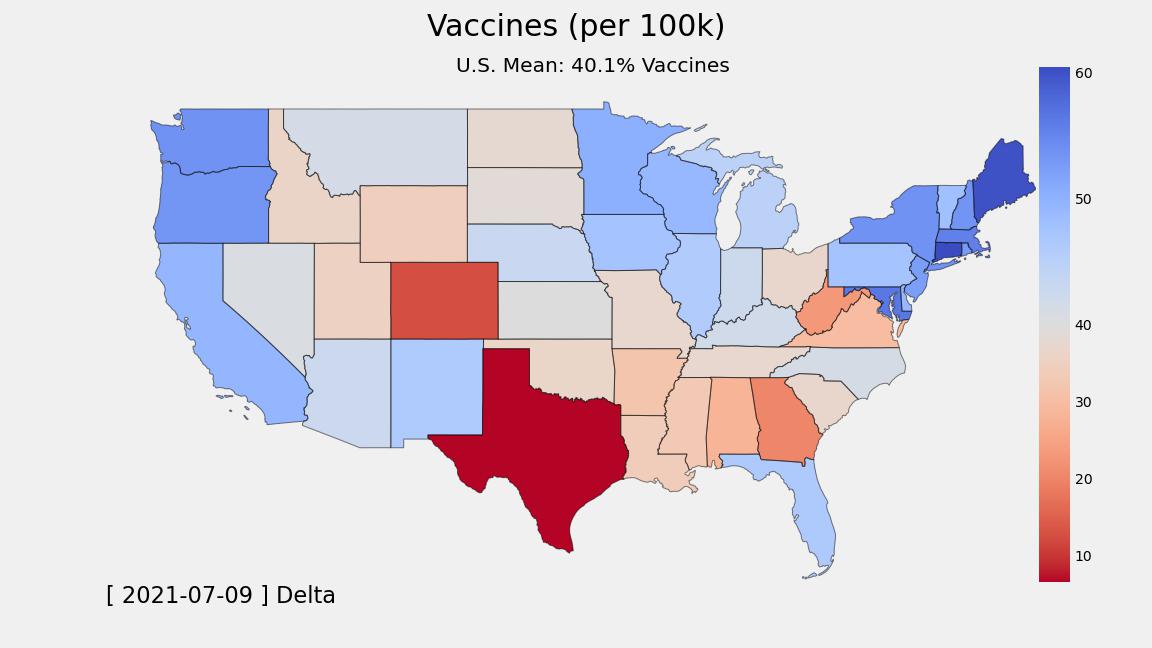 Vaccines (per 100k)
U.S. Mean: 40.1% Vaccines
60
50
40
30
20
10
[ 2021-07-09 ] Delta